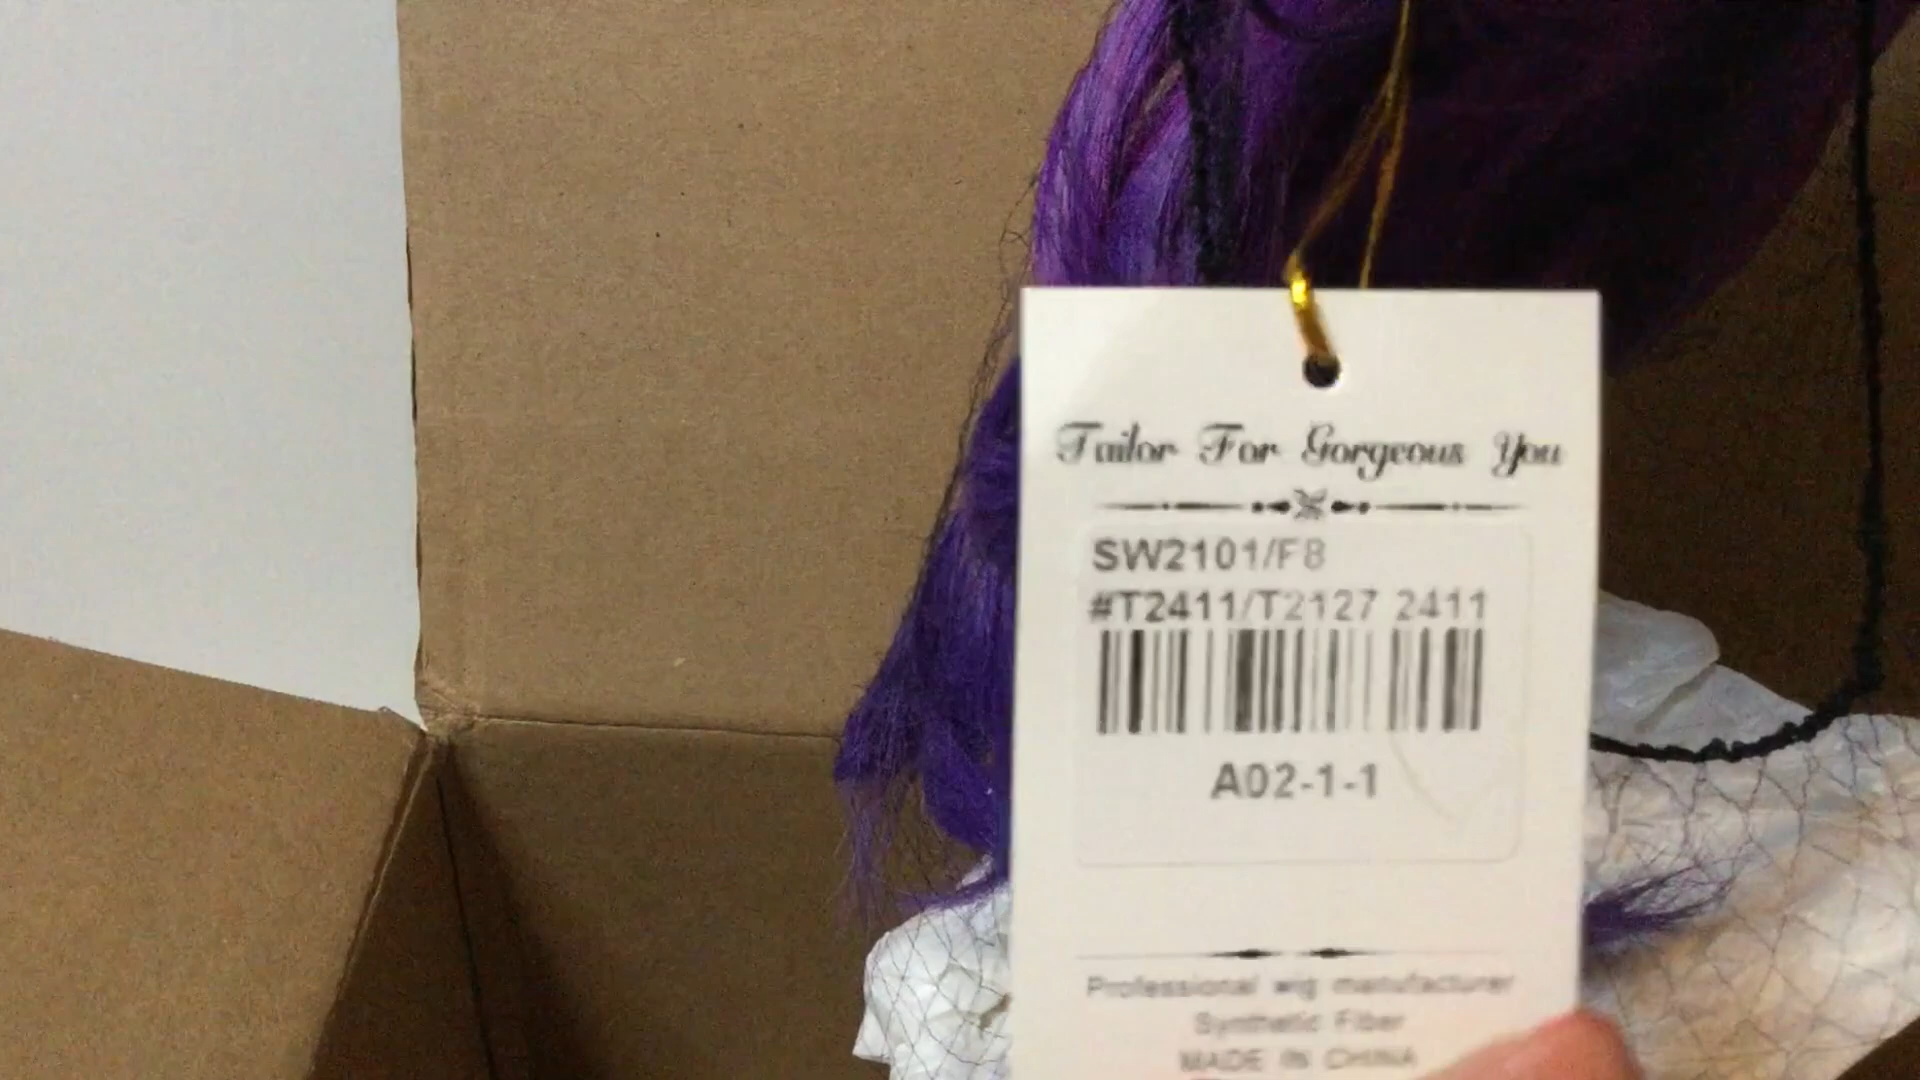 Tailor For Gorgeous You
SW2101/F8
#T2411/T2127 2411
A02-1-1
Professional wig manufacturer
Synthetic Fiber
MADE IN CHINA